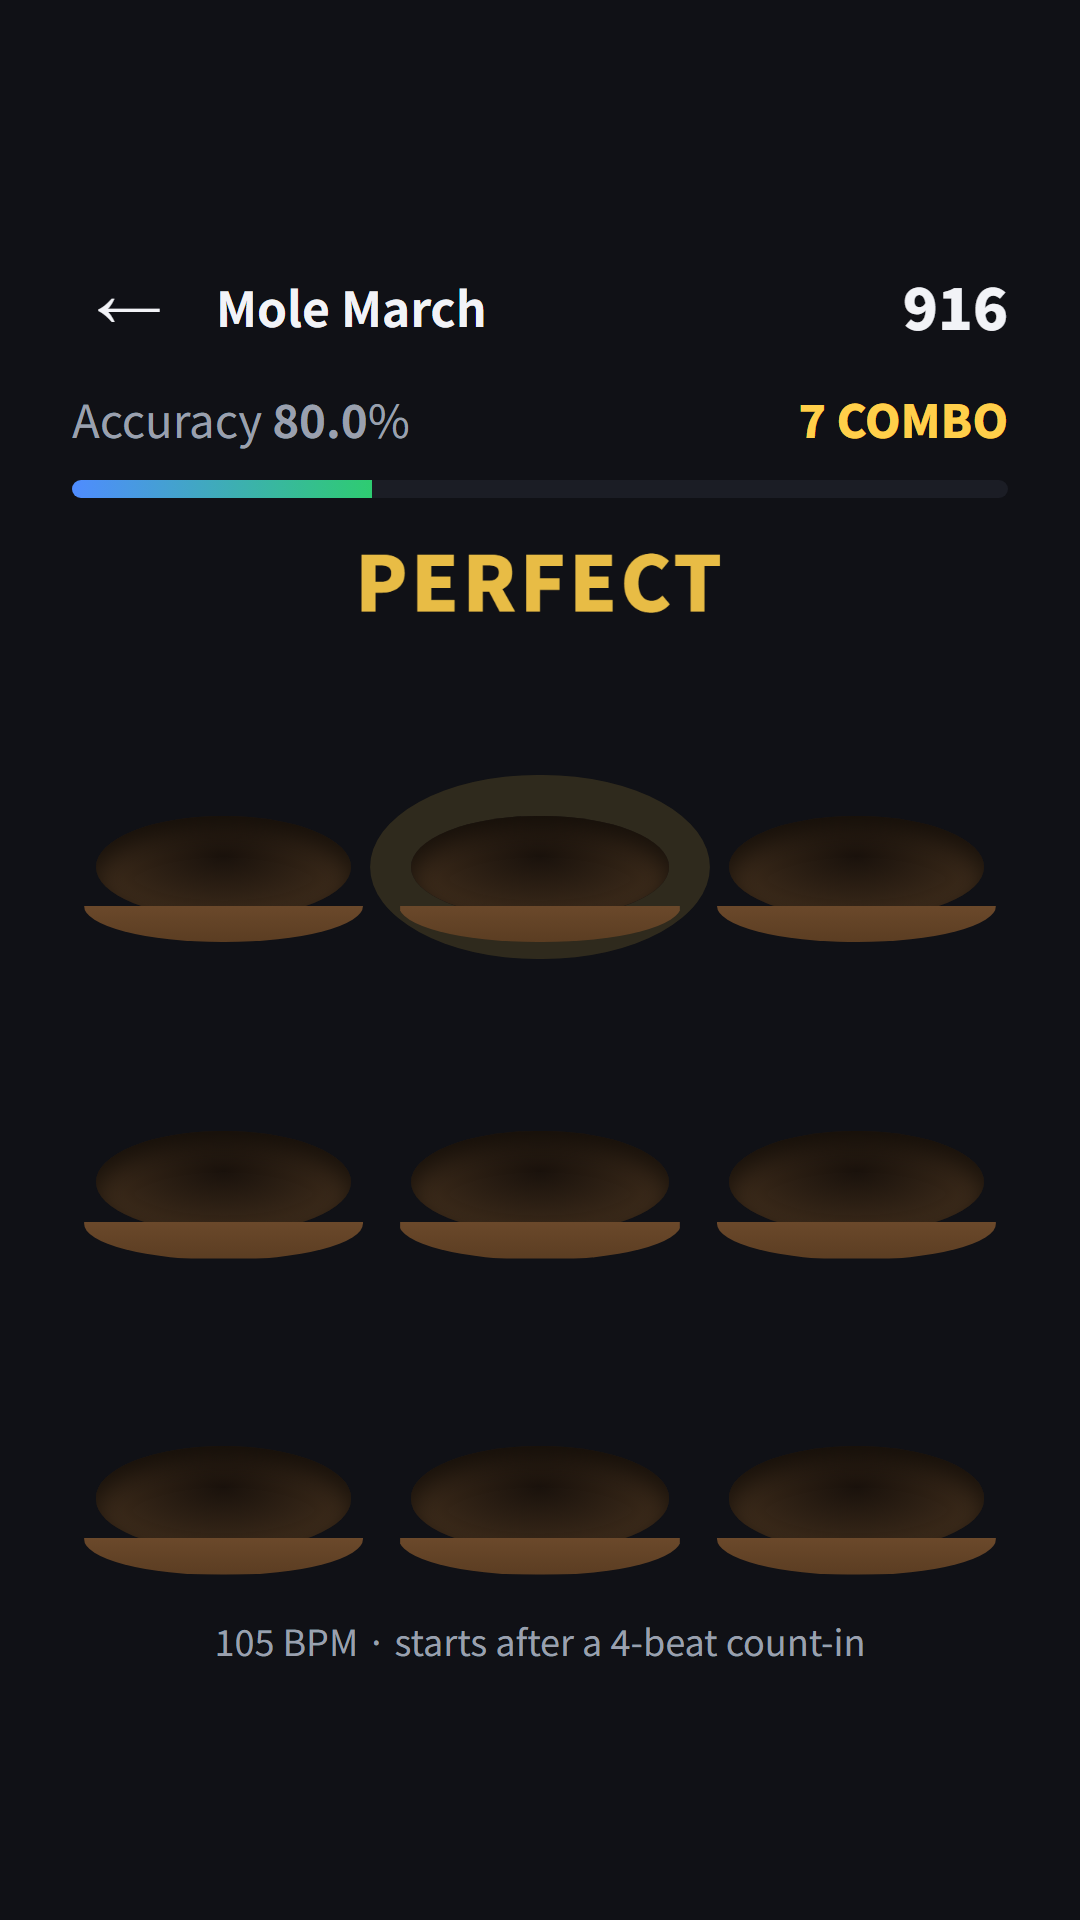 ← Mole March 916
Accuracy 80.0% 7 COMBO
PERFECT
105 BPM · starts after a 4-beat count-in